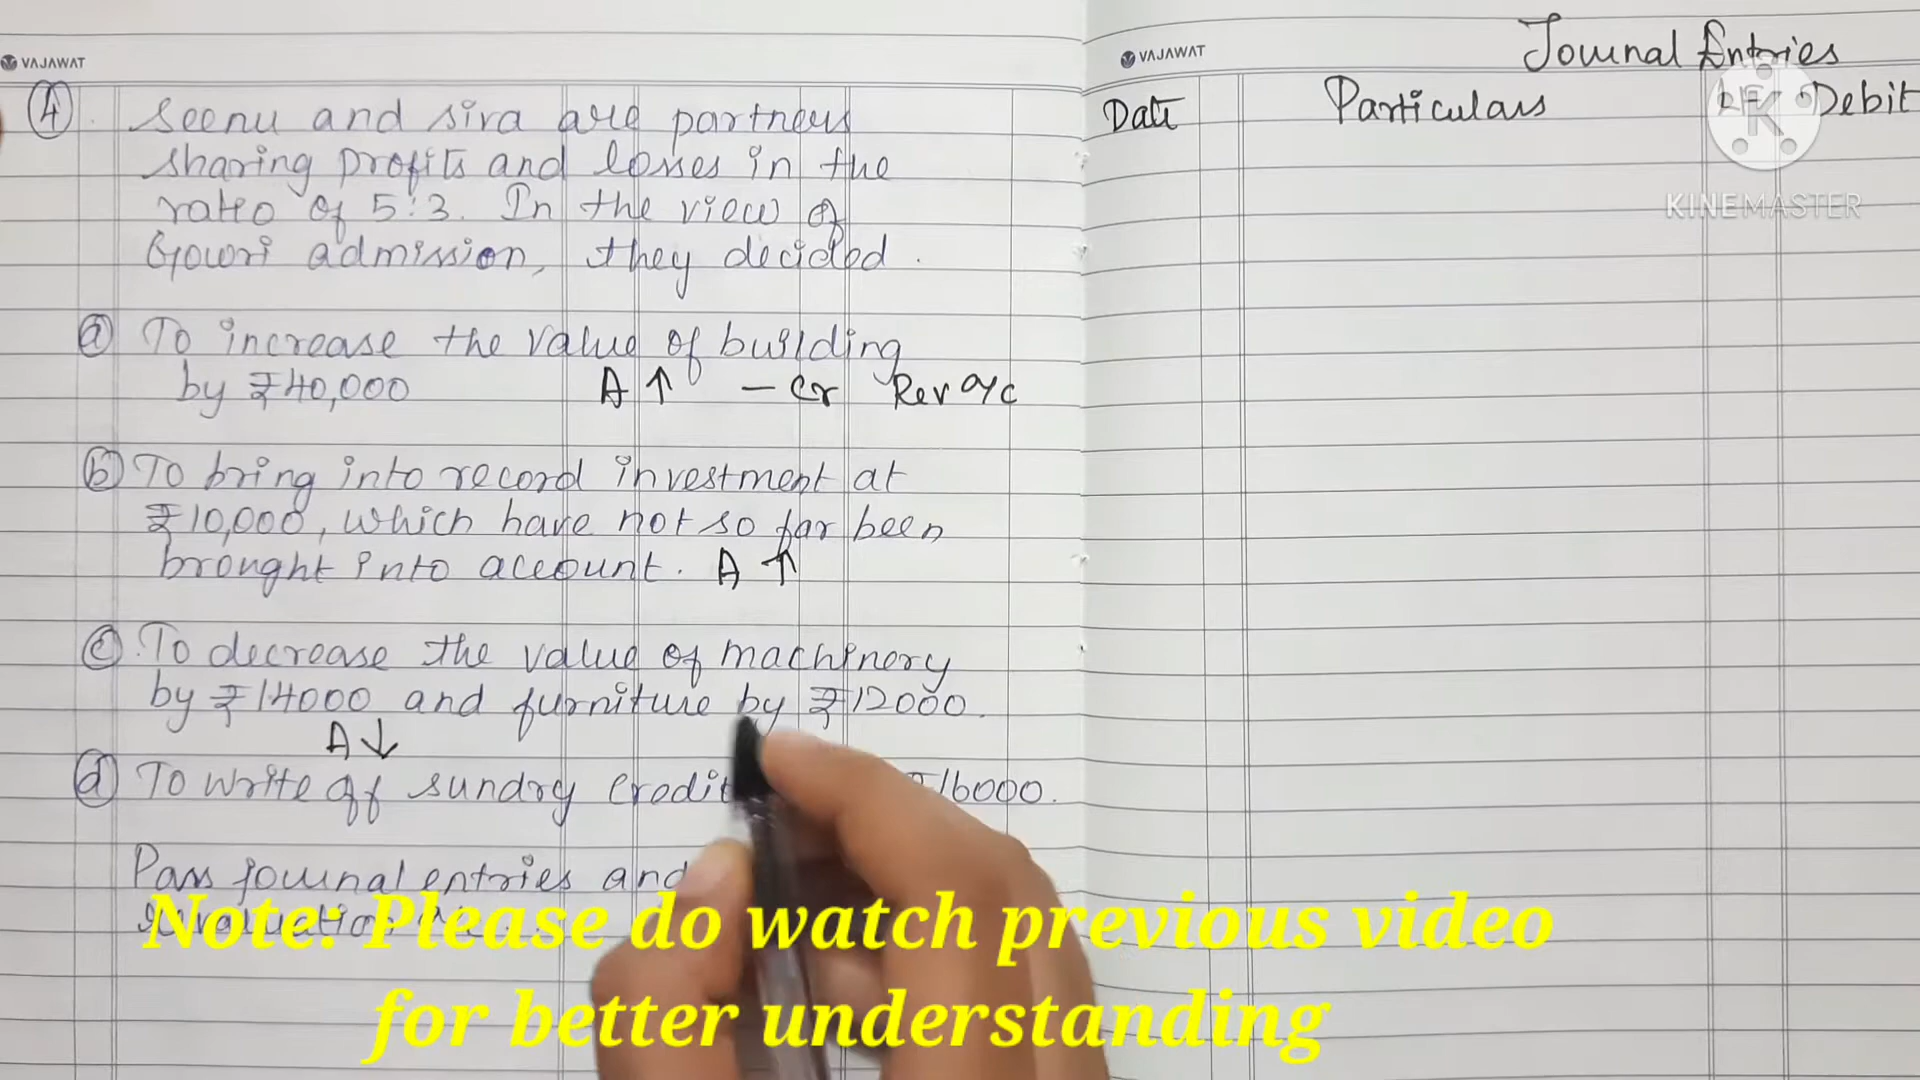 VAJAWAT
4. Seenu and Siva are partners
sharing profits and losses in the
ratio of 5:3. In the view of
Gowri admission, they decided.
a To increase the value of building
by ₹40,000 A ↑ – Cr Rev a/c
b To bring into record investment at
₹10,000, which have not so far been
brought into account. A ↑
c To decrease the value of machinery
by ₹14000 and furniture by ₹12000.
A ↓
d To write off sundry credit 16000.
Pass journal entries and
Note: Please do watch previous video
for better understanding
VAJAWAT
Journal Entries
Date Particulars Debit
K
KINEMASTER